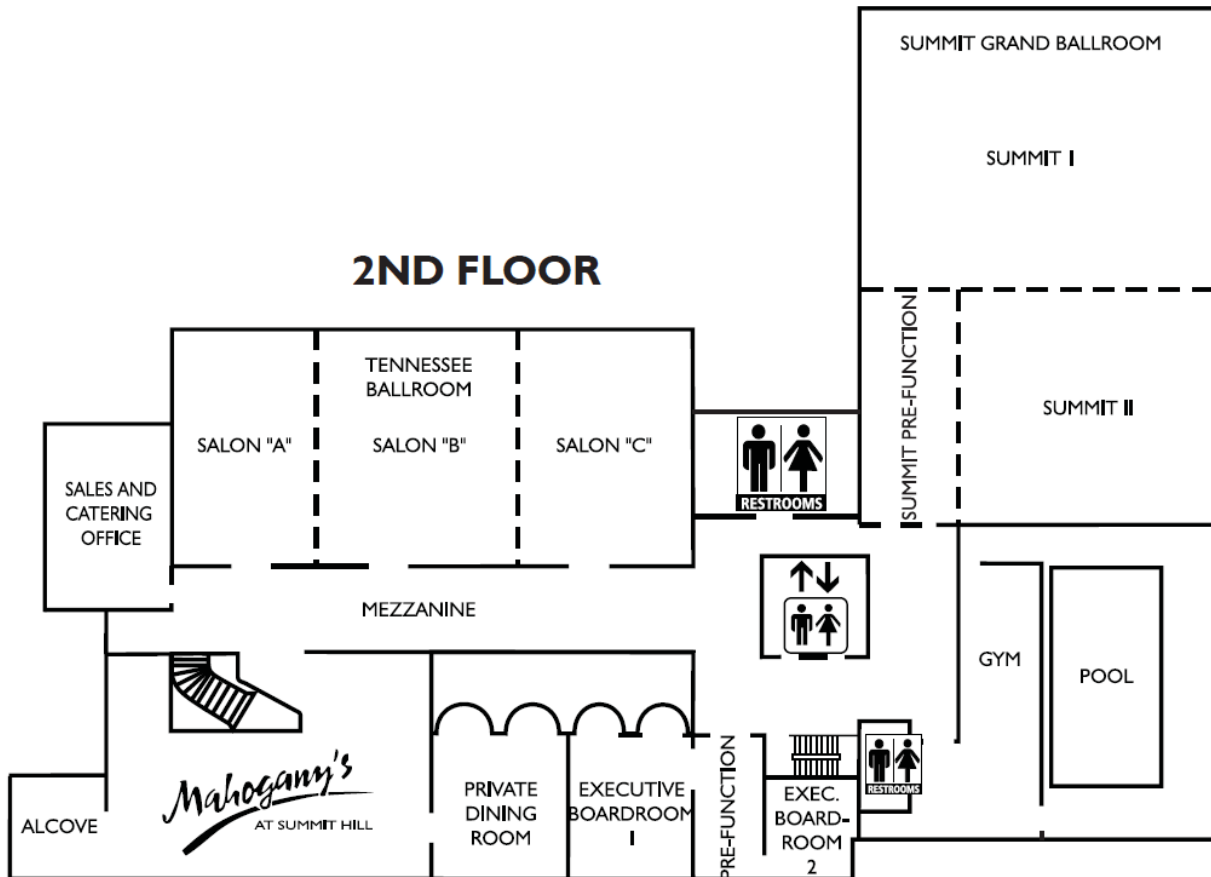 SUMMIT GRAND BALLROOM
SUMMIT I
2ND FLOOR
SUMMIT PRE-FUNCTION
SUMMIT II
TENNESSEE
BALLROOM
SALON "A"
SALON "B"
SALON "C"
RESTROOMS
SALES AND
CATERING
OFFICE
MEZZANINE
GYM
POOL
Mahogany's
AT SUMMIT HILL
ALCOVE
PRIVATE
DINING
ROOM
EXECUTIVE
BOARDROOM
I
PRE-FUNCTION
EXEC.
BOARD-
ROOM
2
RESTROOMS